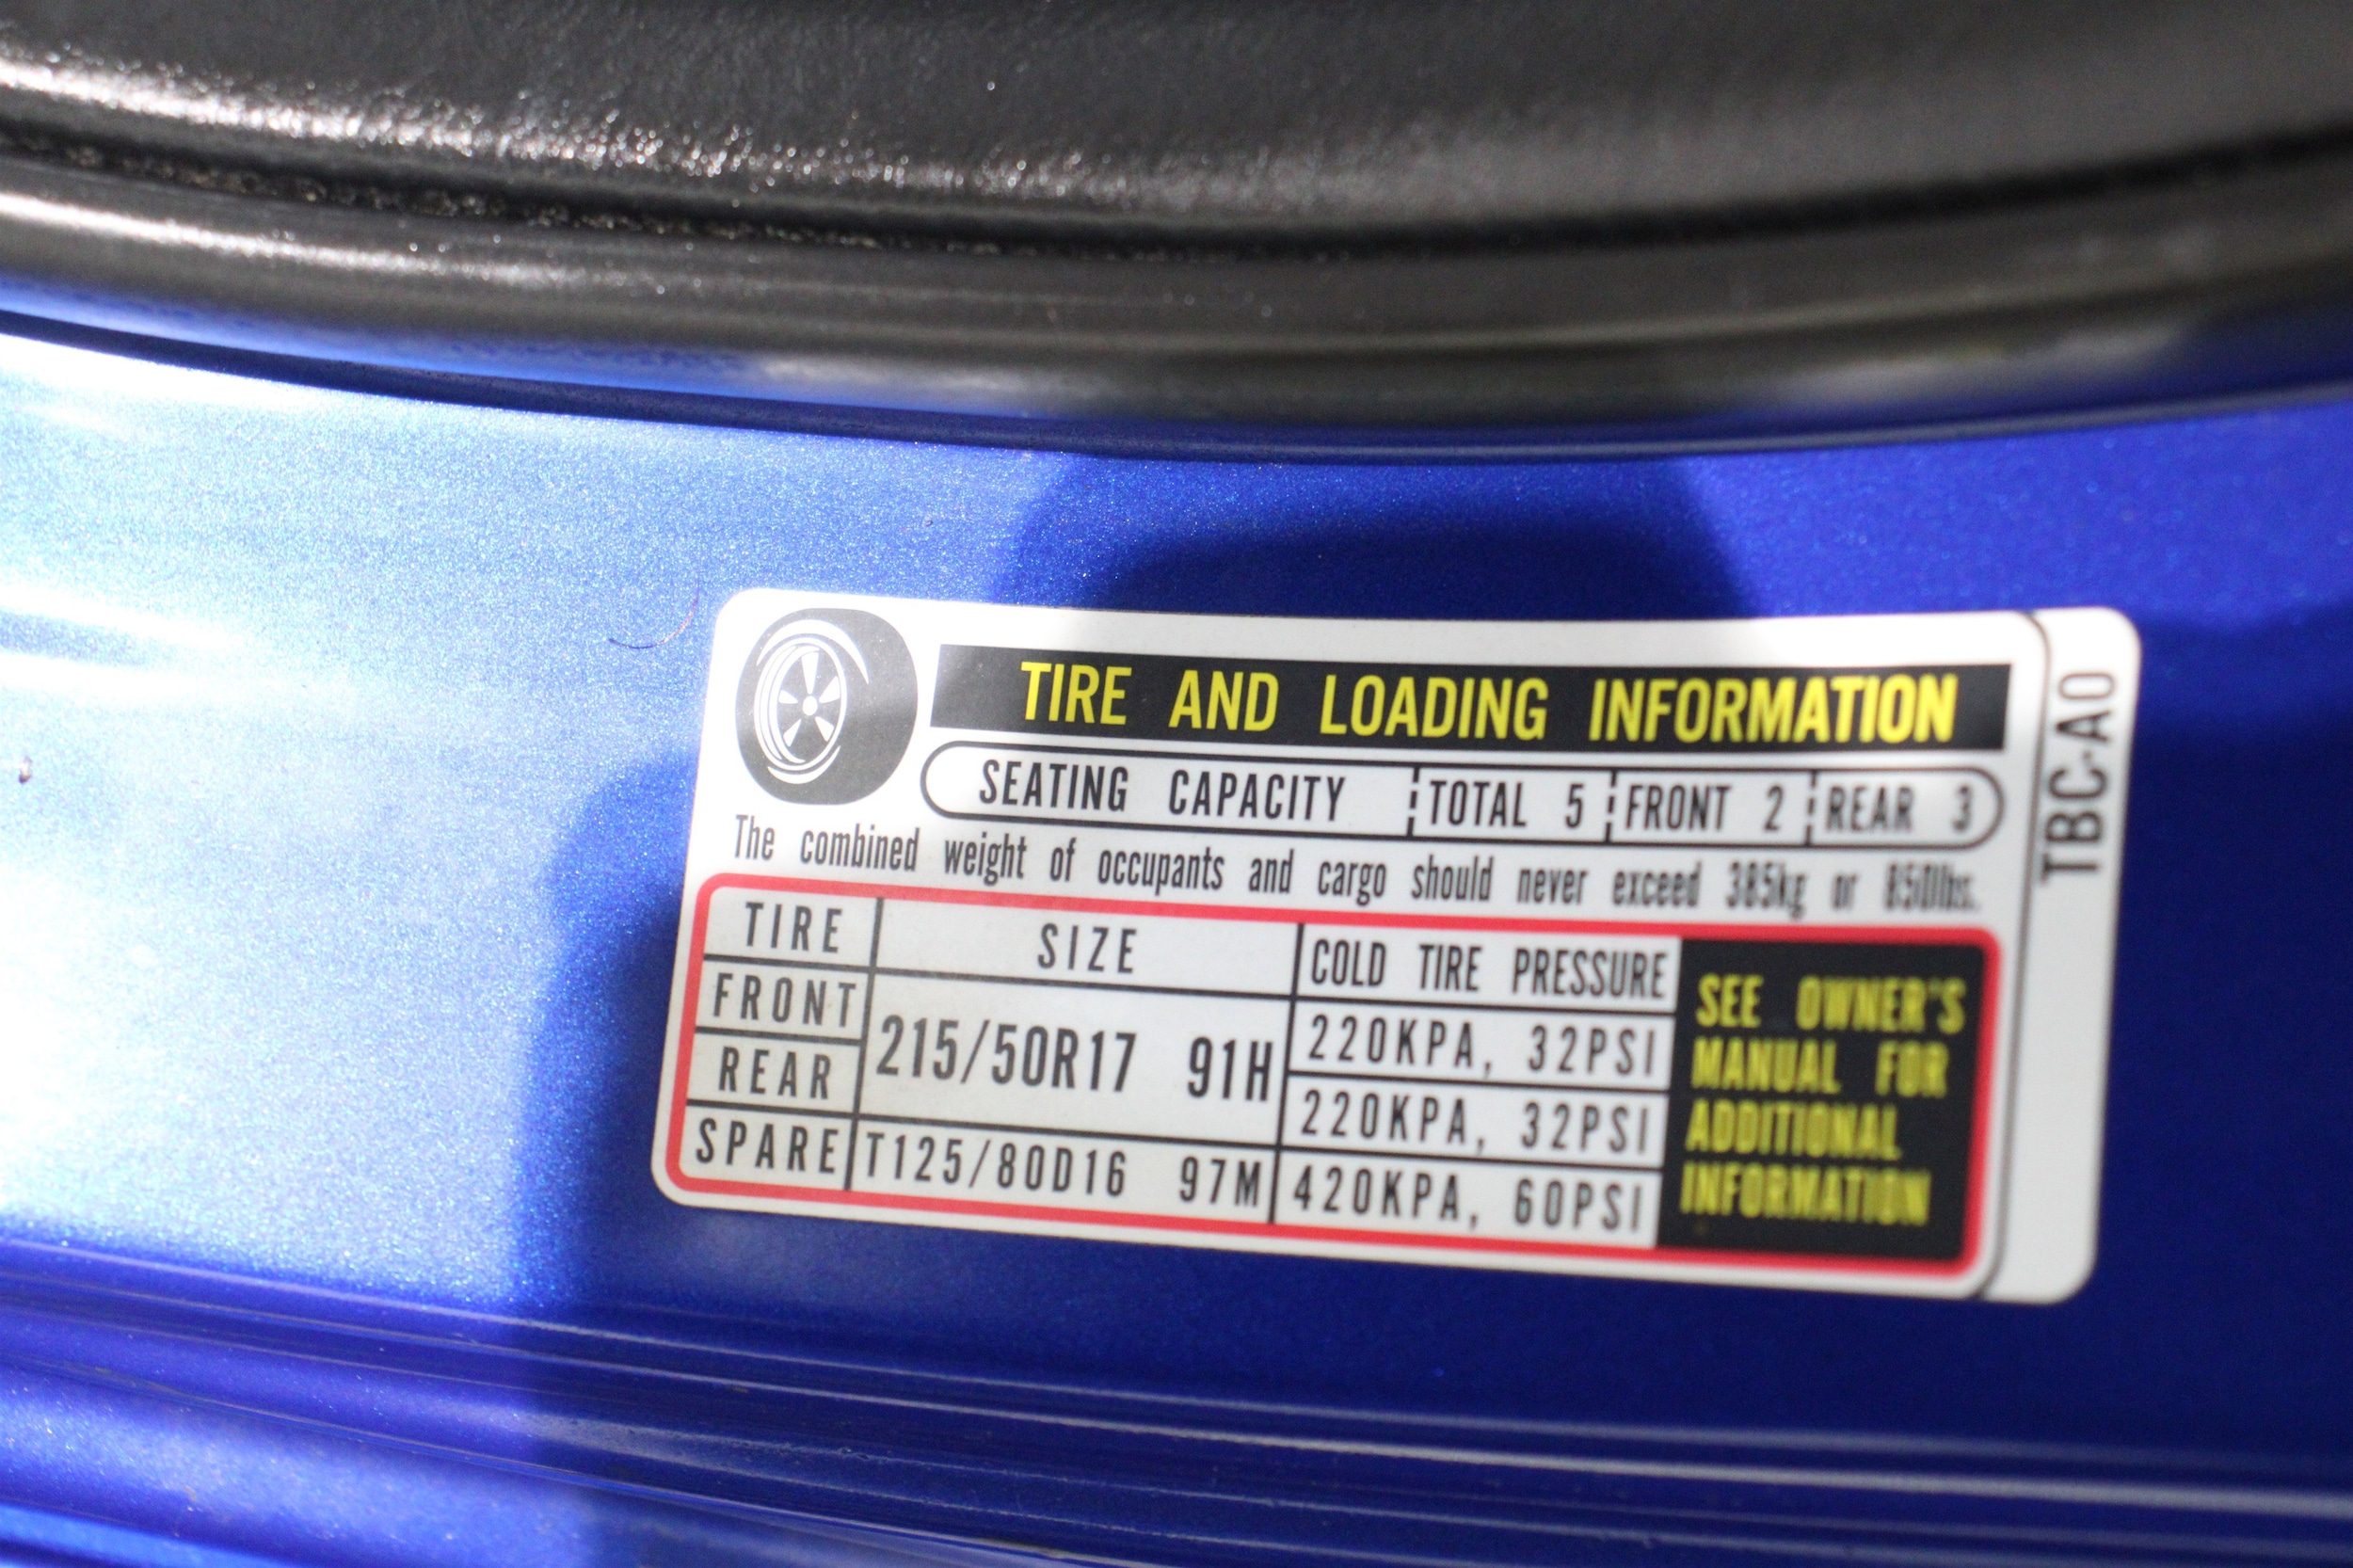 TIRE AND LOADING INFORMATION
SEATING CAPACITY TOTAL 5 FRONT 2 REAR 3
The combined weight of occupants and cargo should never exceed 385kg or 850lbs.
TIRE SIZE COLD TIRE PRESSURE
FRONT 215/50R17 91H 220KPA, 32PSI
REAR 220KPA, 32PSI
SPARE T125/80D16 97M 420KPA, 60PSI
SEE OWNER'S
MANUAL FOR
ADDITIONAL
INFORMATION
TBC-A0